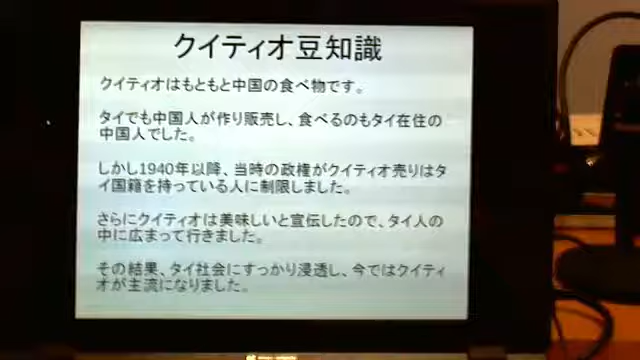 クイティオ豆知識
クイティオはもともと中国の食べ物です。
タイでも中国人が作り販売し、食べるのもタイ在住の
中国人でした。
しかし1940年以降、当時の政権がクイティオ売りはタ
イ国籍を持っている人に制限しました。
さらにクイティオは美味しいと宣伝したので、タイ人の
中に広まって行きました。
その結果、タイ社会にすっかり浸透し、今ではクイティ
オが主流になりました。